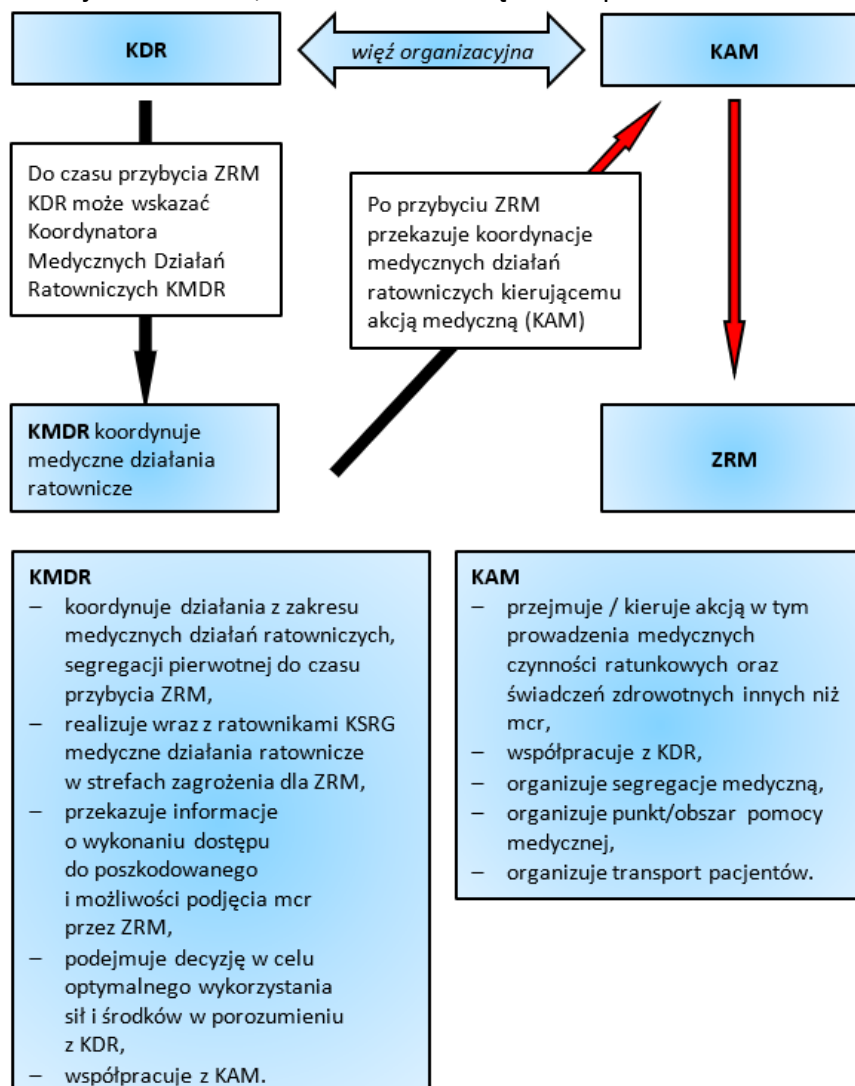 KDR
więź organizacyjna
KAM
Do czasu przybycia ZRM
KDR może wskazać
Koordynatora
Medycznych Działań
Ratowniczych KMDR
Po przybyciu ZRM
przekazuje koordynacje
medycznych działań
ratowniczych kierującemu
akcją medyczną (KAM)
KMDR koordynuje
medyczne działania
ratownicze
ZRM
KMDR
– koordynuje działania z zakresu
medycznych działań ratowniczych,
segregacji pierwotnej do czasu
przybycia ZRM,
– realizuje wraz z ratownikami KSRG
medyczne działania ratownicze
w strefach zagrożenia dla ZRM,
– przekazuje informacje
o wykonaniu dostępu
do poszkodowanego
i możliwości podjęcia mcr
przez ZRM,
– podejmuje decyzję w celu
optymalnego wykorzystania
sił i środków w porozumieniu
z KDR,
– współpracuje z KAM.
KAM
– przejmuje / kieruje akcją w tym
prowadzenia medycznych
czynności ratunkowych oraz
świadczeń zdrowotnych innych niż
mcr,
– współpracuje z KDR,
– organizuje segregacje medyczną,
– organizuje punkt/obszar pomocy
medycznej,
– organizuje transport pacjentów.